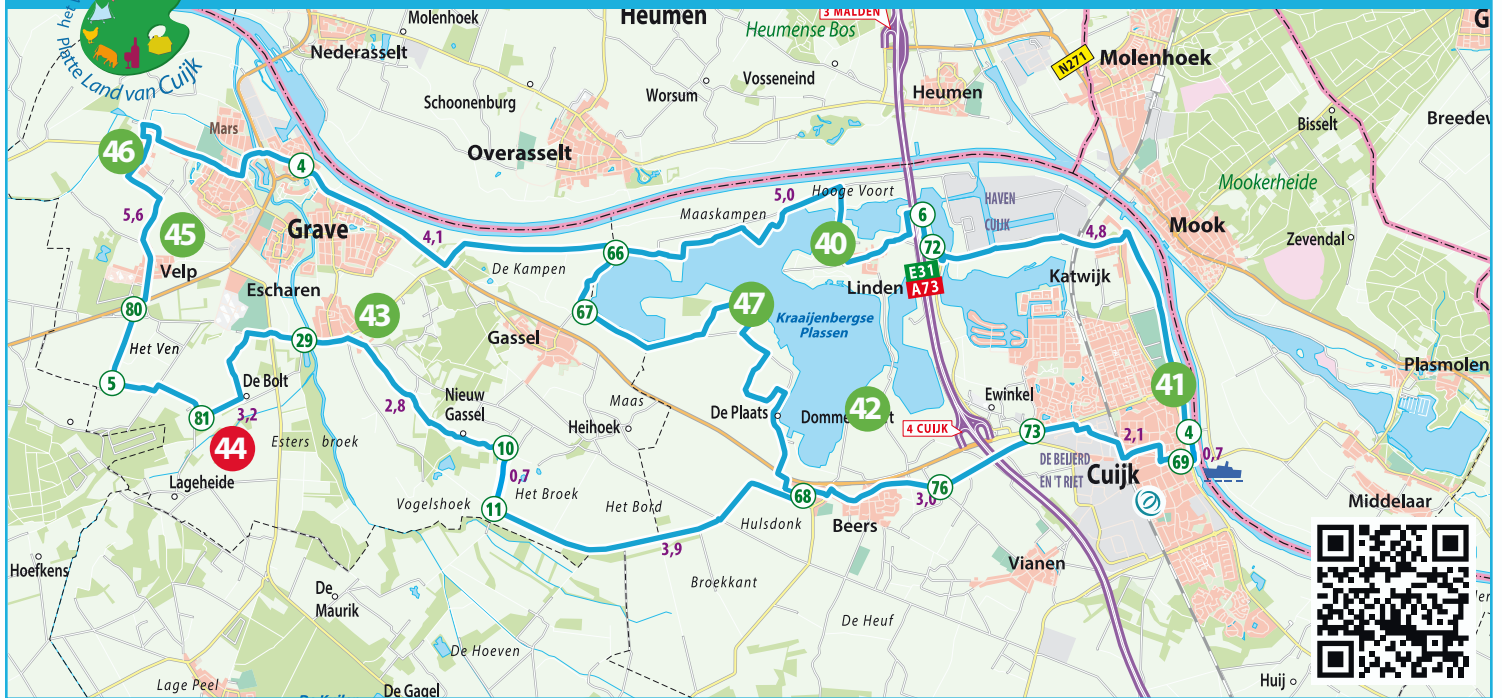 het
Platte Land van Cuijk
Molenhoek
Heumen
3 MALDEN
Heumense Bos
G
Nederasselt
N271
Molenhoek
Vosseneind
Schoonenburg
Worsum
Heumen
Bisselt
Breedew
Mars
46
4
Overasselt
Mookerheide
5,6
45
Grave
4,1
Maaskampen
5,0
Hooge Voort
HAVEN
CUIJK
6
72
4,8
Mook
Zevendal
40
66
De Kampen
Velp
Escharen
Linden
E31
A73
Katwijk
80
43
67
47
Kraaijenbergse
Plassen
Het Ven
29
Gassel
Plasmolen
5
De Bolt
81
3,2
2,8
Nieuw
Gassel
Maas
De Plaats
Ewinkel
41
42
44
Esters broek
Heihoek
4 CUIJK
73
2,1
4
0,7
69
10
0,7
DE BEIJERD
EN 'T RIET
Cuijk
Lageheide
Vogelshoek
11
Het Broek
Het Bord
68
76
3,0
Hulsdonk
Beers
Middelaar
3,9
Hoefkens
De
Maurik
Broekkant
Vianen
De Heuf
De Hoeven
Lage Peel
De Gagel
Huij